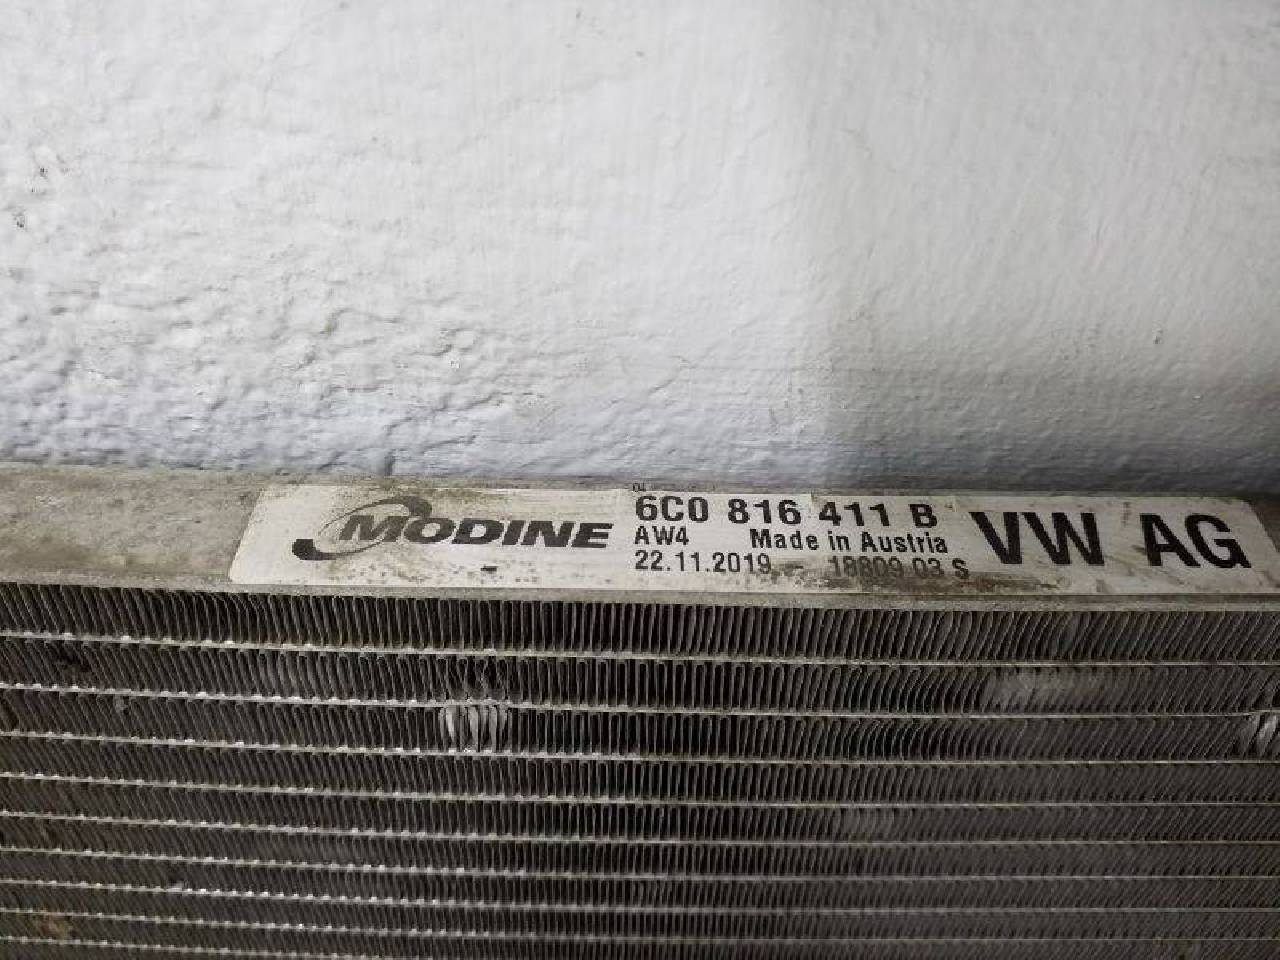 MODINE
6C0 816 411 B
AW4 Made in Austria
22.11.2019 - 18809 03 S
VW AG